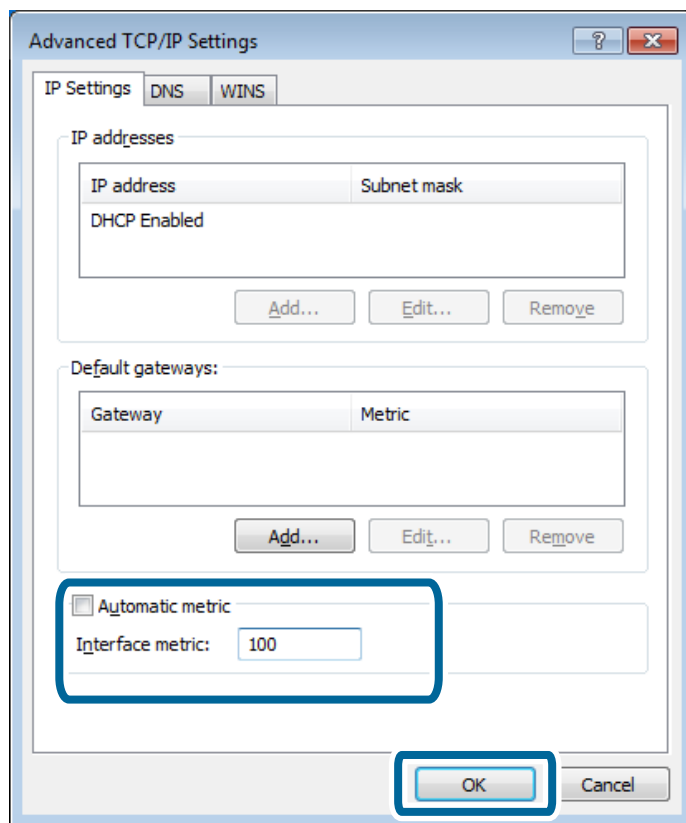 Advanced TCP/IP Settings
?
IP Settings DNS WINS
IP addresses
IP address Subnet mask
DHCP Enabled
Add... Edit... Remove
Default gateways:
Gateway Metric
Add... Edit... Remove
Automatic metric
Interface metric: 100
OK Cancel